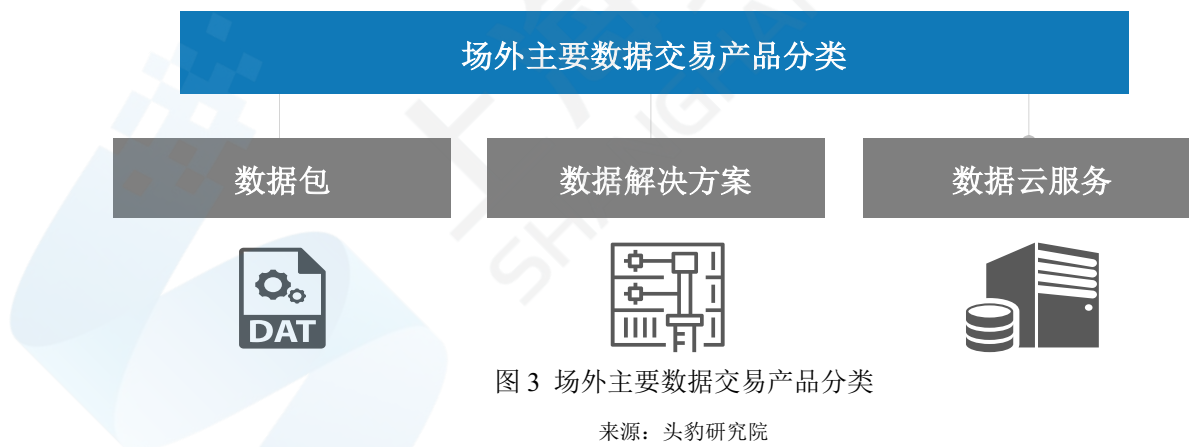 场外主要数据交易产品分类
数据包
数据解决方案
数据云服务
DAT
图 3 场外主要数据交易产品分类
来源：头豹研究院